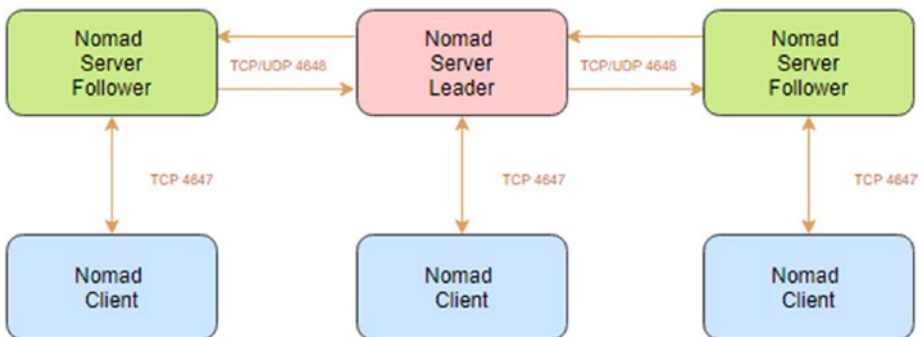 Nomad
Server
Follower
TCP/UDP 4648
Nomad
Server
Leader
TCP/UDP 4648
Nomad
Server
Follower
TCP 4647
TCP 4647
TCP 4647
Nomad
Client
Nomad
Client
Nomad
Client